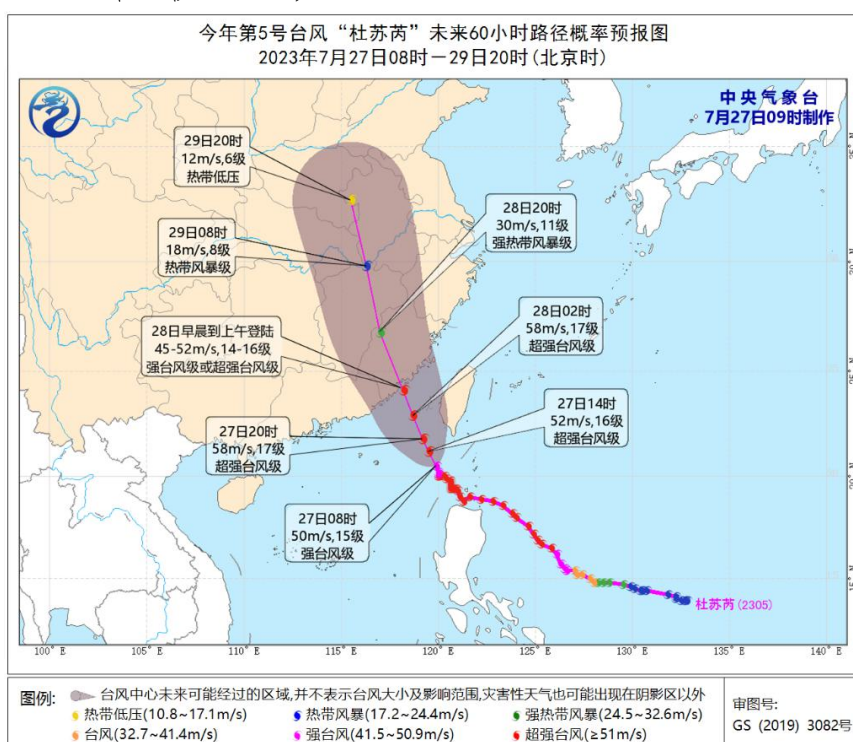 今年第5号台风“杜苏芮”未来60小时路径概率预报图
2023年7月27日08时－29日20时(北京时)
中央气象台
7月27日09时制作
29日20时
12m/s,6级
热带低压
28日20时
30m/s,11级
强热带风暴级
29日08时
18m/s,8级
热带风暴级
28日02时
58m/s,17级
超强台风级
28日早晨到上午登陆
45-52m/s,14-16级
强台风级或超强台风级
27日14时
52m/s,16级
超强台风级
27日20时
58m/s,17级
超强台风级
27日08时
50m/s,15级
强台风级
杜苏芮(2305)
100° E 105° E 110° E 115° E 120° E 125° E 130° E 135° E 140° E
图例: 台风中心未来可能经过的区域,并不表示台风大小及影响范围,灾害性天气也可能出现在阴影区以外
热带低压(10.8~17.1m/s) 热带风暴(17.2~24.4m/s) 强热带风暴(24.5~32.6m/s)
台风(32.7~41.4m/s) 强台风(41.5~50.9m/s) 超强台风(≥51m/s)
审图号:
GS (2019) 3082号